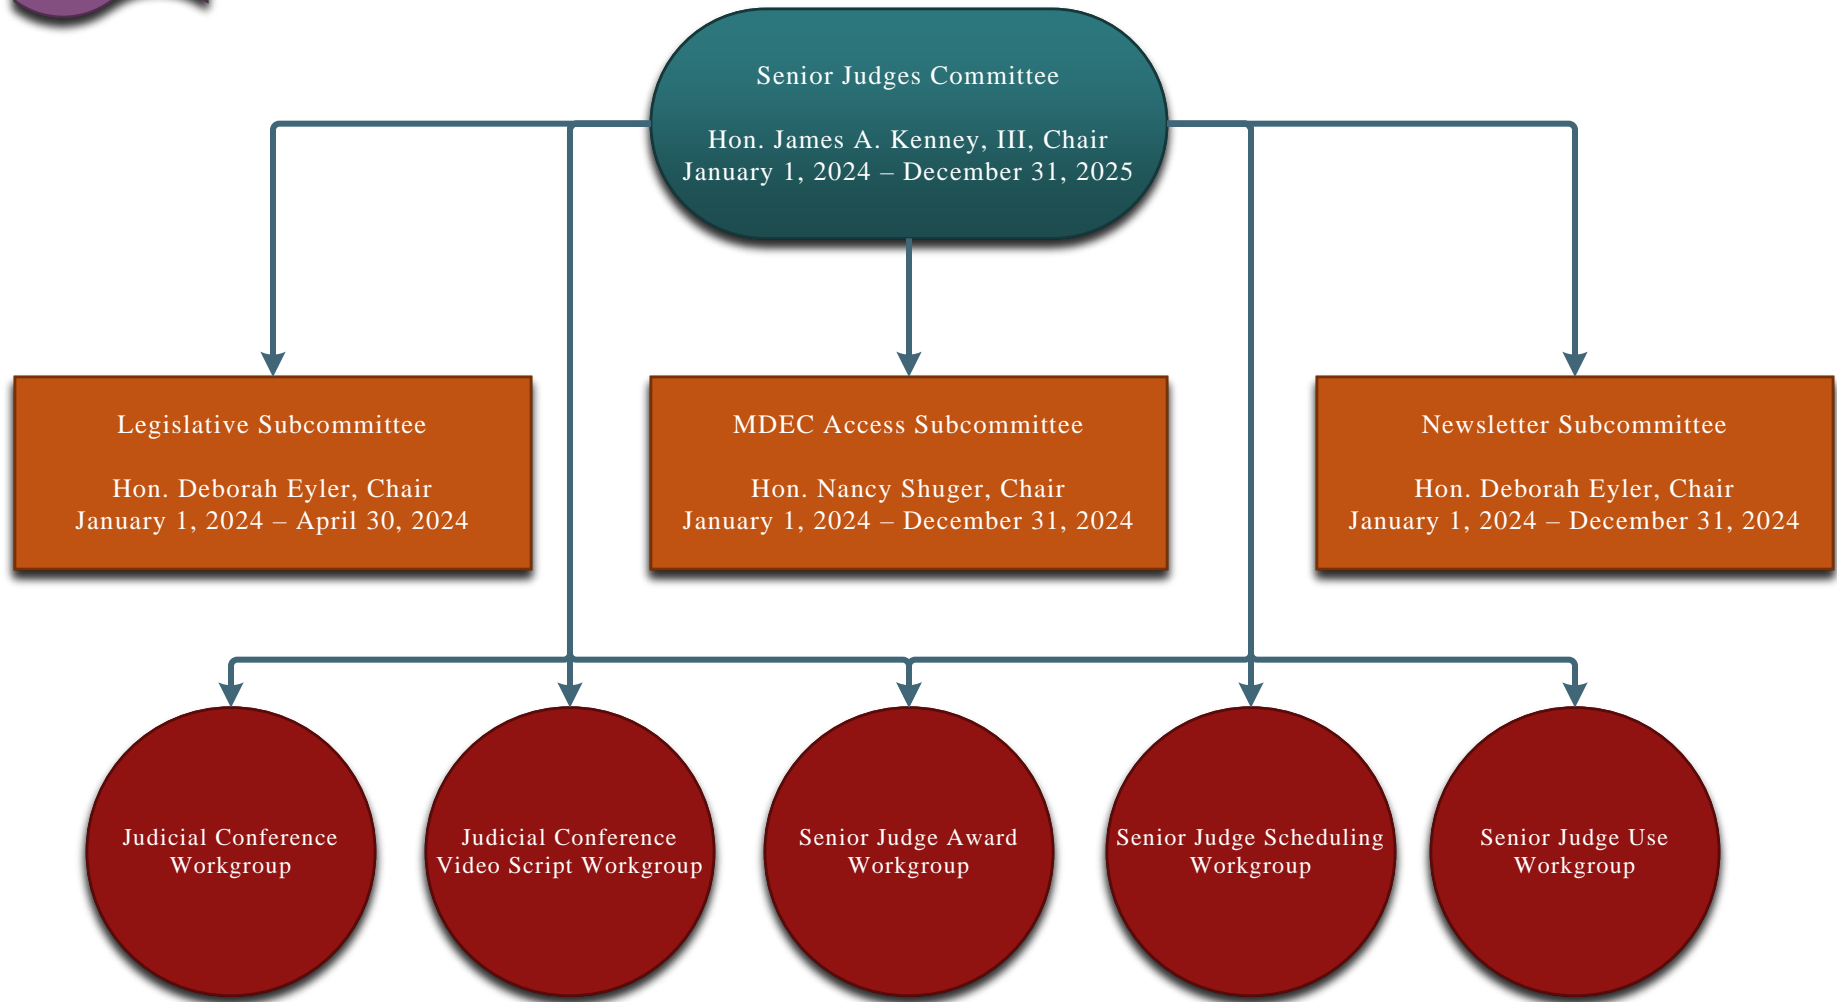 Senior Judges Committee
Hon. James A. Kenney, III, Chair
January 1, 2024 – December 31, 2025
Legislative Subcommittee
Hon. Deborah Eyler, Chair
January 1, 2024 – April 30, 2024
MDEC Access Subcommittee
Hon. Nancy Shuger, Chair
January 1, 2024 – December 31, 2024
Newsletter Subcommittee
Hon. Deborah Eyler, Chair
January 1, 2024 – December 31, 2024
Judicial Conference
Workgroup
Judicial Conference
Video Script Workgroup
Senior Judge Award
Workgroup
Senior Judge Scheduling
Workgroup
Senior Judge Use
Workgroup